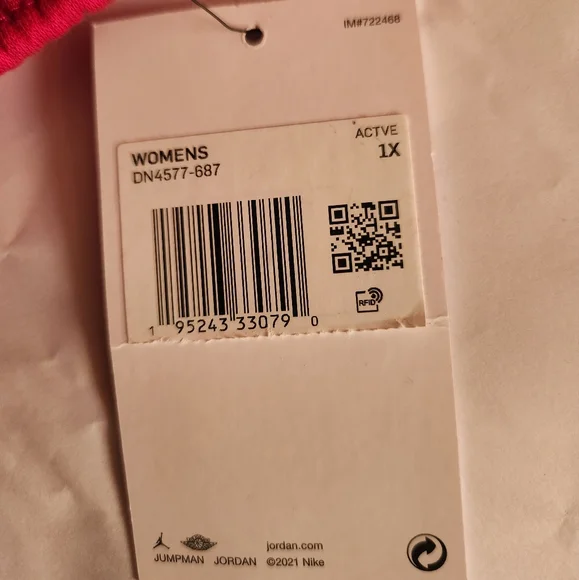 IM#722468
ACTVE
WOMENS
1X
DN4577-687
RFID
1 95243 33079 0
jordan.com
JUMPMAN JORDAN ©2021 Nike